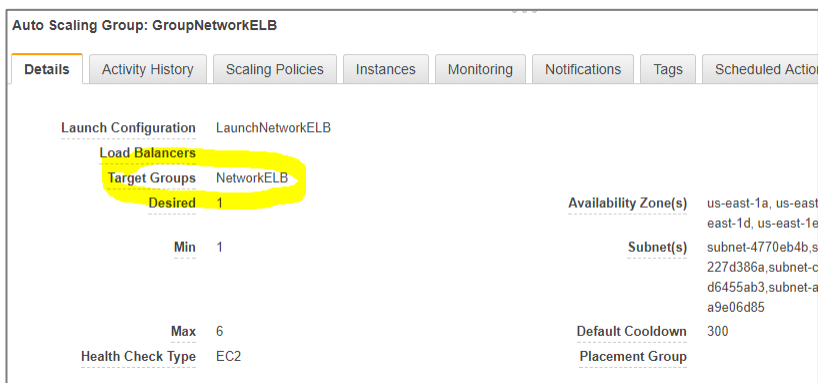 Auto Scaling Group: GroupNetworkELB
Details Activity History Scaling Policies Instances Monitoring Notifications Tags Scheduled Actio
Launch Configuration LaunchNetworkELB
Load Balancers
Target Groups NetworkELB
Desired 1 Availability Zone(s) us-east-1a, us-east
east-1d, us-east-1e
Min 1 Subnet(s) subnet-4770eb4b,s
227d386a,subnet-c
d6455ab3,subnet-a
a9e06d85
Max 6 Default Cooldown 300
Health Check Type EC2 Placement Group